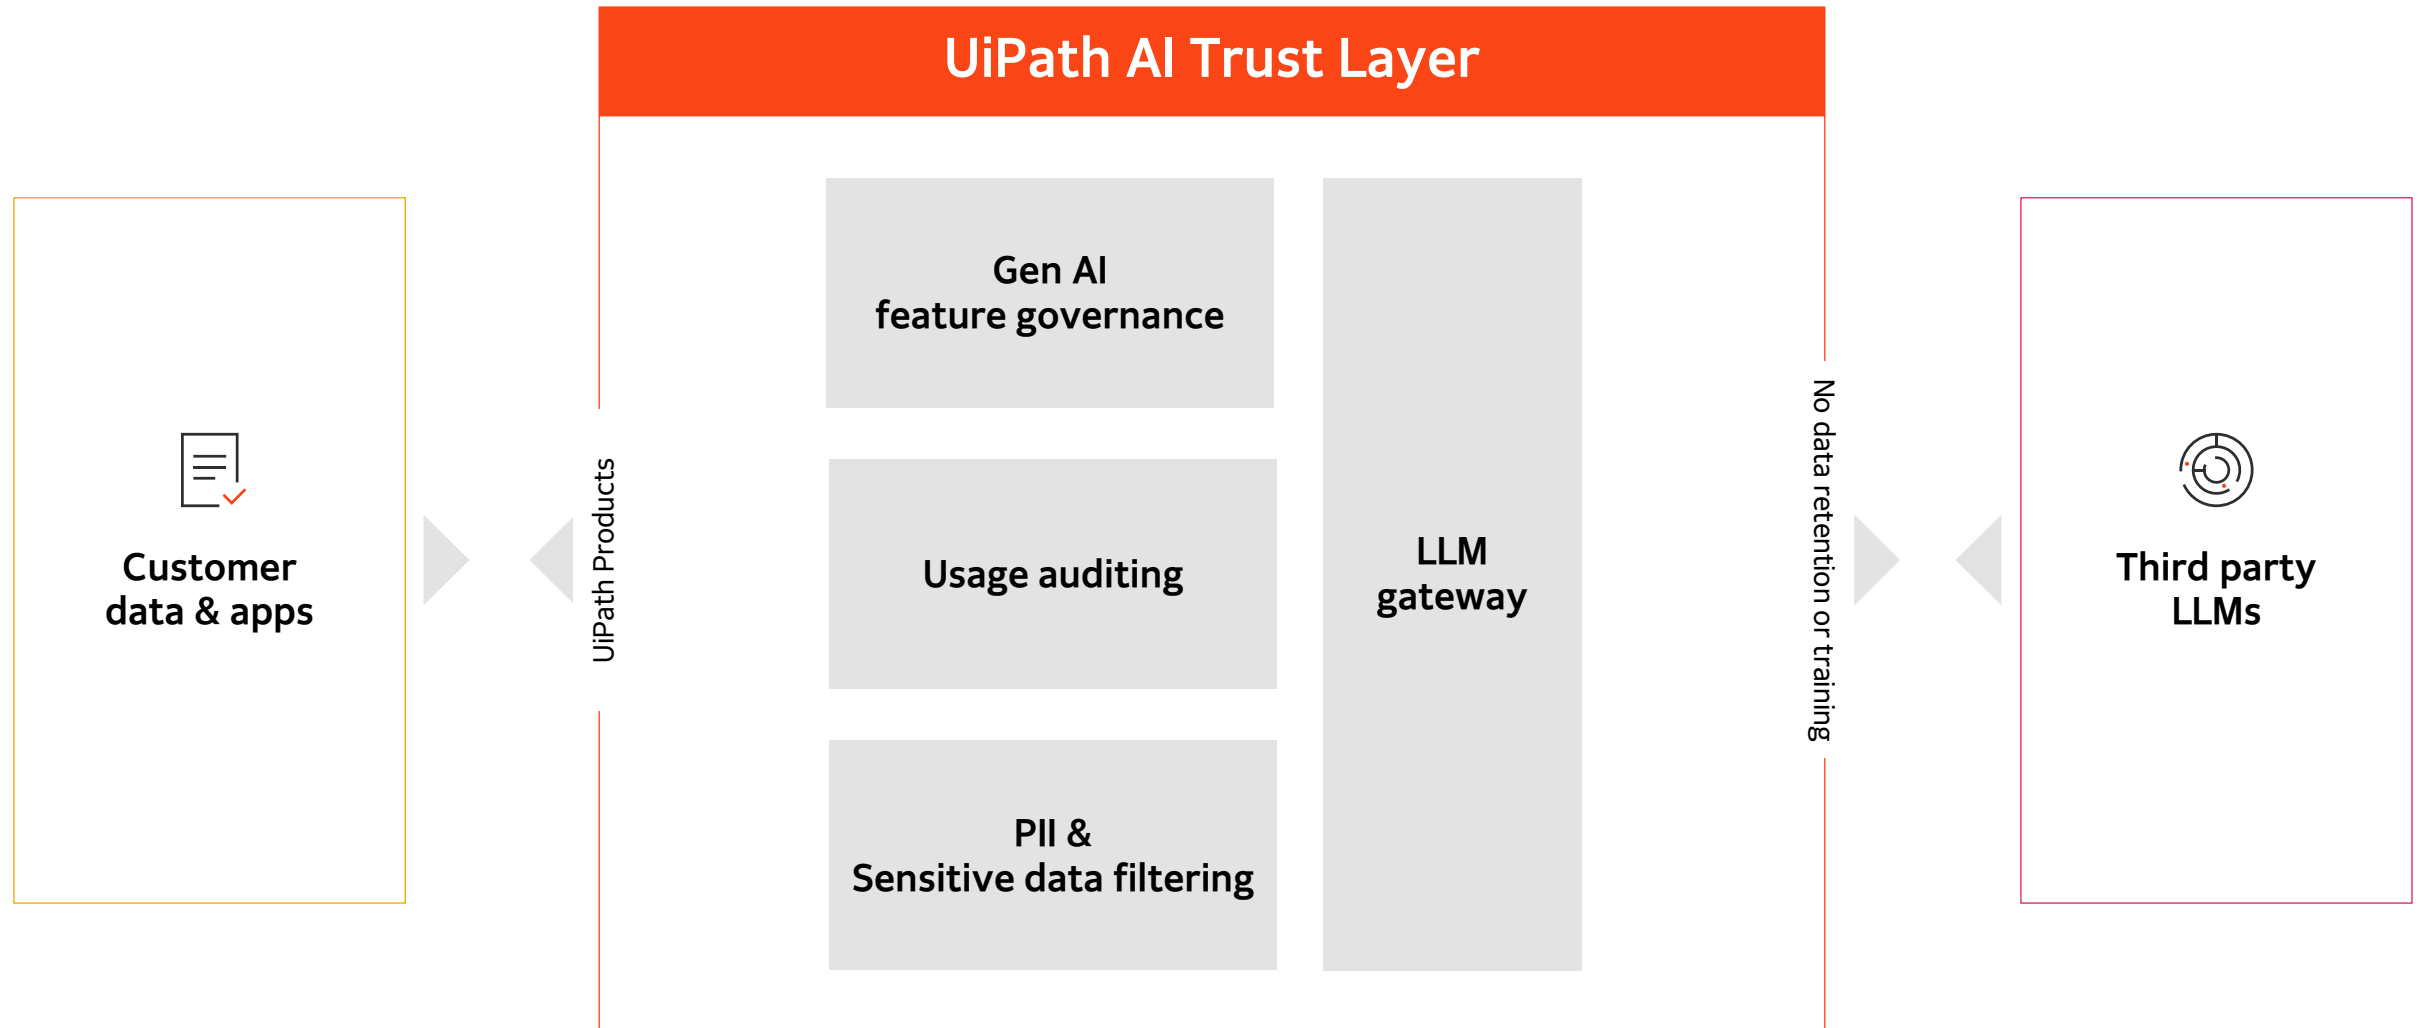 UiPath AI Trust Layer
Customer
data & apps
UiPath Products
Gen AI
feature governance
Usage auditing
PII &
Sensitive data filtering
LLM
gateway
No data retention or training
Third party
LLMs